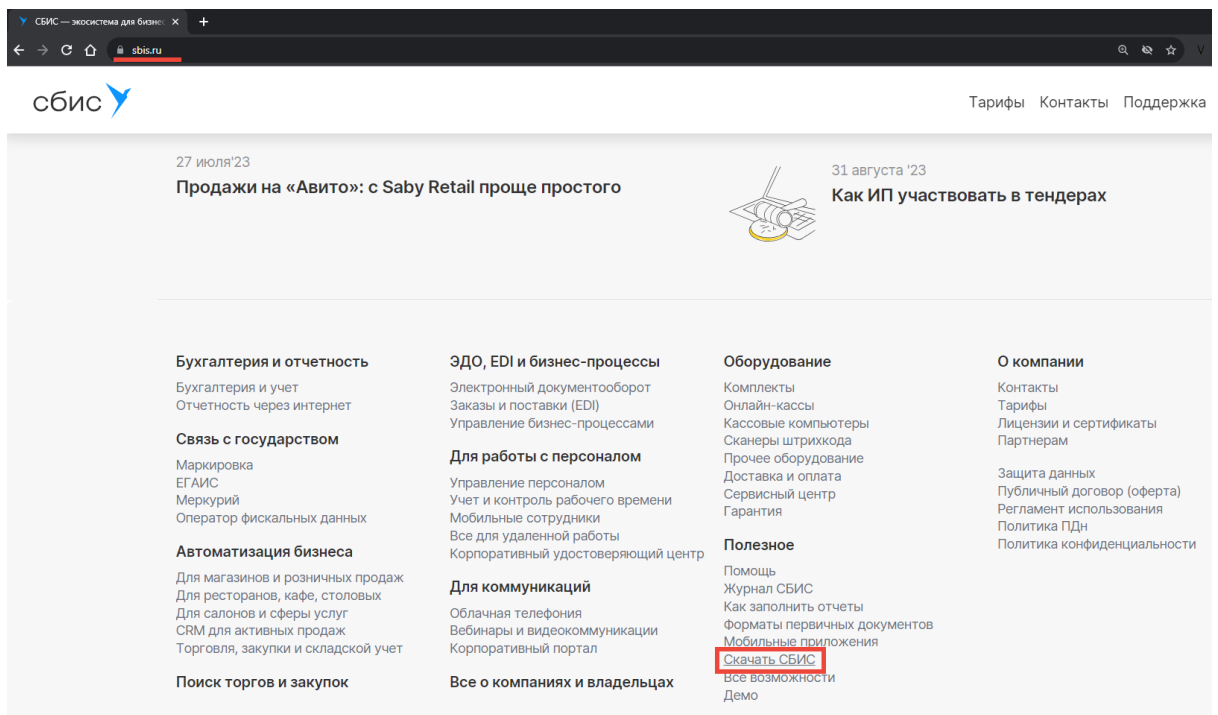 СБИС — экосистема для бизнес
sbis.ru
сбис
Тарифы Контакты Поддержка
27 июля'23
Продажи на «Авито»: с Saby Retail проще простого
31 августа '23
Как ИП участвовать в тендерах
Бухгалтерия и отчетность
Бухгалтерия и учет
Отчетность через интернет
Связь с государством
Маркировка
ЕГАИС
Меркурий
Оператор фискальных данных
Автоматизация бизнеса
Для магазинов и розничных продаж
Для ресторанов, кафе, столовых
Для салонов и сферы услуг
CRM для активных продаж
Торговля, закупки и складской учет
Поиск торгов и закупок
ЭДО, EDI и бизнес-процессы
Электронный документооборот
Заказы и поставки (EDI)
Управление бизнес-процессами
Для работы с персоналом
Управление персоналом
Учет и контроль рабочего времени
Мобильные сотрудники
Все для удаленной работы
Корпоративный удостоверяющий центр
Для коммуникаций
Облачная телефония
Вебинары и видеокоммуникации
Корпоративный портал
Все о компаниях и владельцах
Оборудование
Комплекты
Онлайн-кассы
Кассовые компьютеры
Сканеры штрихкода
Прочее оборудование
Доставка и оплата
Сервисный центр
Гарантия
Полезное
Помощь
Журнал СБИС
Как заполнить отчеты
Форматы первичных документов
Мобильные приложения
Скачать СБИС
Все возможности
Демо
О компании
Контакты
Тарифы
Лицензии и сертификаты
Партнерам
Защита данных
Публичный договор (оферта)
Регламент использования
Политика ПДн
Политика конфиденциальности